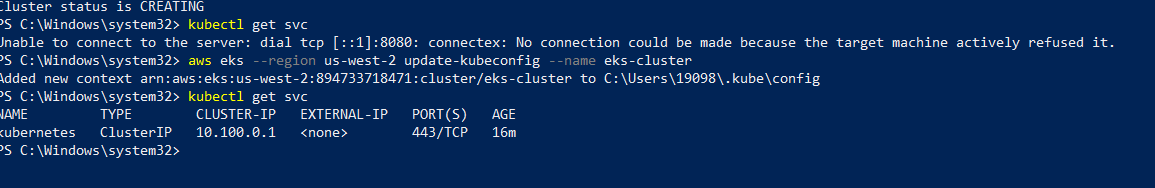 Cluster status is CREATING
PS C:\Windows\system32> kubectl get svc
Unable to connect to the server: dial tcp [::1]:8080: connectex: No connection could be made because the target machine actively refused it.
PS C:\Windows\system32> aws eks --region us-west-2 update-kubeconfig --name eks-cluster
Added new context arn:aws:eks:us-west-2:894733718471:cluster/eks-cluster to C:\Users\19098\.kube\config
PS C:\Windows\system32> kubectl get svc
NAME         TYPE        CLUSTER-IP   EXTERNAL-IP   PORT(S)   AGE
kubernetes   ClusterIP   10.100.0.1   <none>        443/TCP   16m
PS C:\Windows\system32>